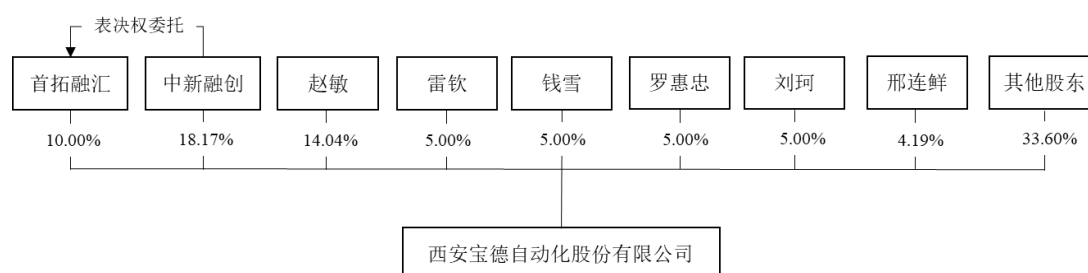 表决权委托
首拓融汇 中新融创 赵敏 雷钦 钱雪 罗惠忠 刘珂 邢连鲜 其他股东
10.00% 18.17% 14.04% 5.00% 5.00% 5.00% 5.00% 4.19% 33.60%
西安宝德自动化股份有限公司